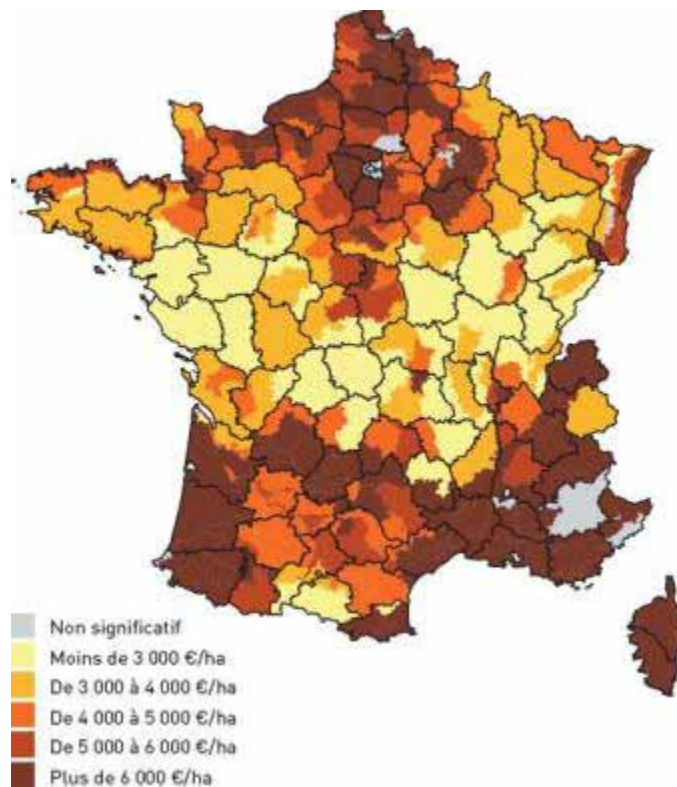 Non significatif
Moins de 3 000 €/ha
De 3 000 à 4 000 €/ha
De 4 000 à 5 000 €/ha
De 5 000 à 6 000 €/ha
Plus de 6 000 €/ha